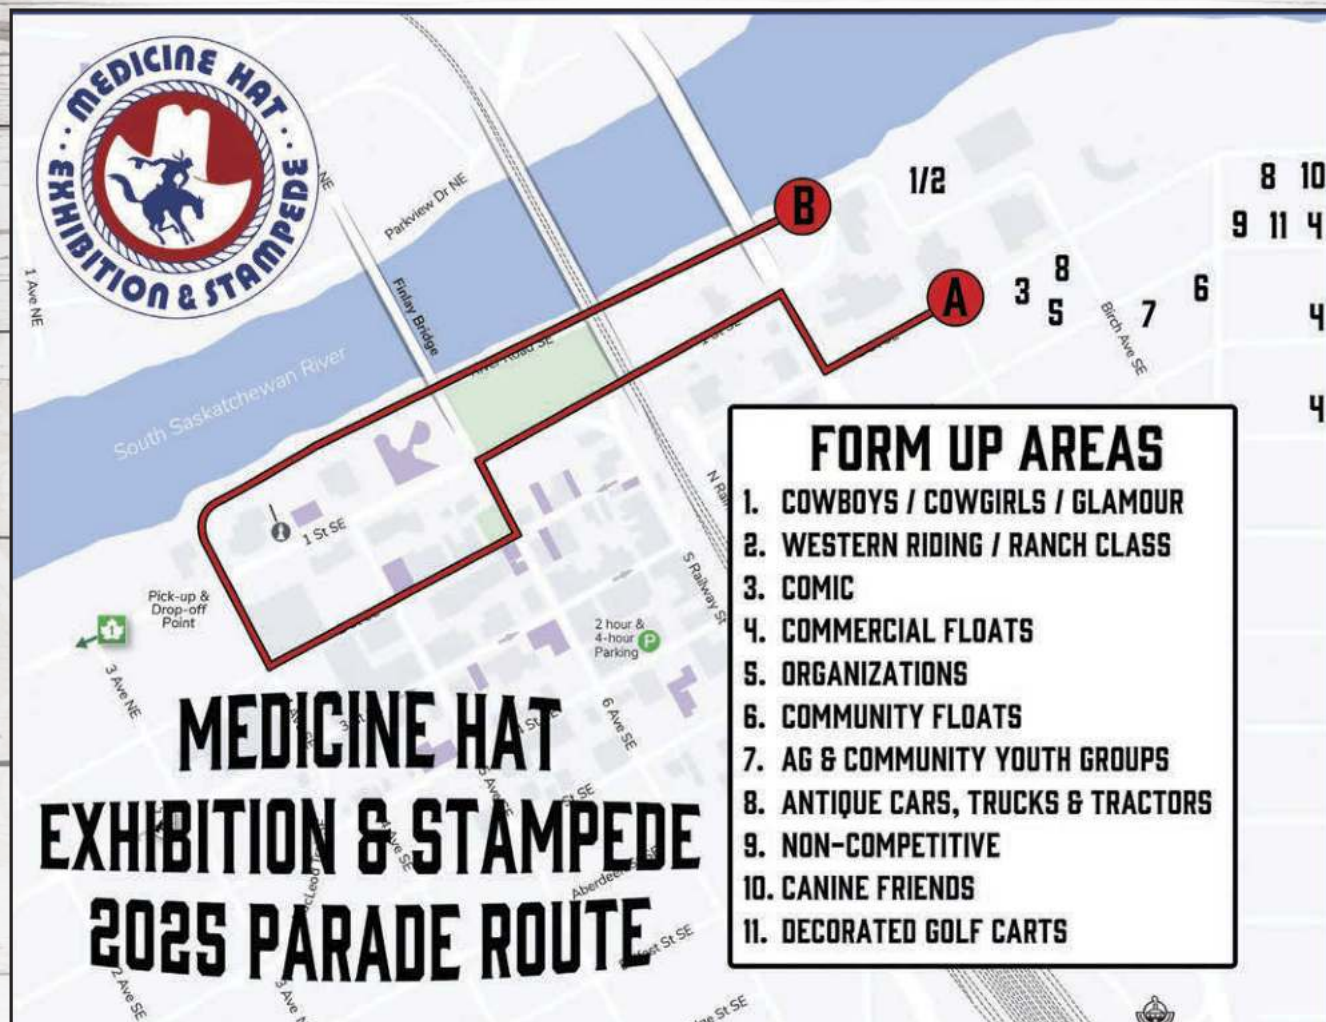 MEDICINE HAT
EXHIBITION & STAMPEDE
NE
Parkview Dr NE
1 Ave NE
Finlay Bridge
South Saskatchewan River
B
A
1/2
8 10
9 11 4
3
8
5
7
6
4
4
Birch Ave SE
1 St SE
Pick-up &
Drop-off
Point
1
3 Ave NE
2 hour &
4-hour
Parking
P
S Railway St
6 Ave SE
FORM UP AREAS
1. COWBOYS / COWGIRLS / GLAMOUR
2. WESTERN RIDING / RANCH CLASS
3. COMIC
4. COMMERCIAL FLOATS
5. ORGANIZATIONS
6. COMMUNITY FLOATS
7. AG & COMMUNITY YOUTH GROUPS
8. ANTIQUE CARS, TRUCKS & TRACTORS
9. NON-COMPETITIVE
10. CANINE FRIENDS
11. DECORATED GOLF CARTS
MEDICINE HAT
EXHIBITION & STAMPEDE
2025 PARADE ROUTE
2 Ave SE